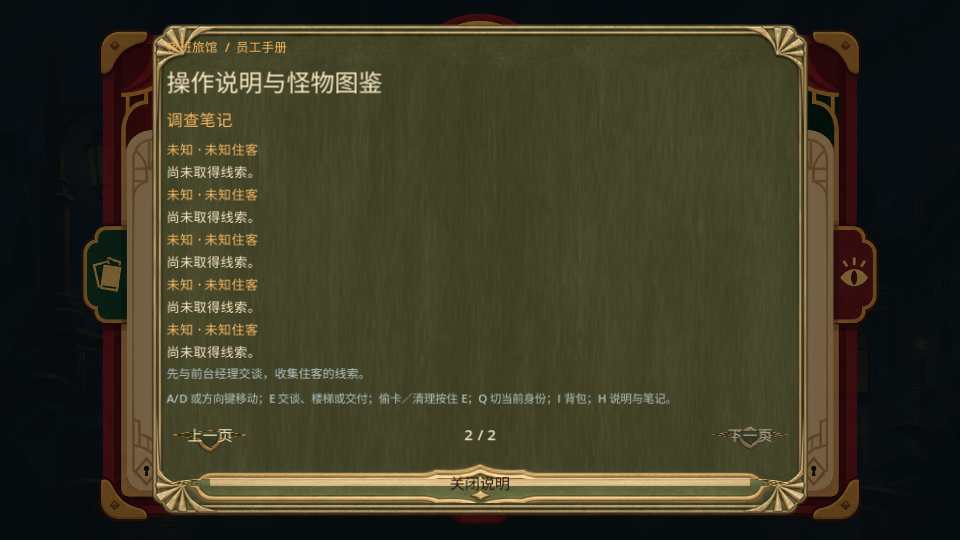 班旅馆 / 员工手册
操作说明与怪物图鉴
调查笔记
未知 · 未知住客
尚未取得线索。
未知 · 未知住客
尚未取得线索。
未知 · 未知住客
尚未取得线索。
未知 · 未知住客
尚未取得线索。
未知 · 未知住客
尚未取得线索。
先与前台经理交谈，收集住客的线索。
A/D 或方向键移动；E 交谈、楼梯或交付；偷卡／清理按住 E；Q 切当前身份；I 背包；H 说明与笔记。
上一页
2 / 2
下一页
关闭说明